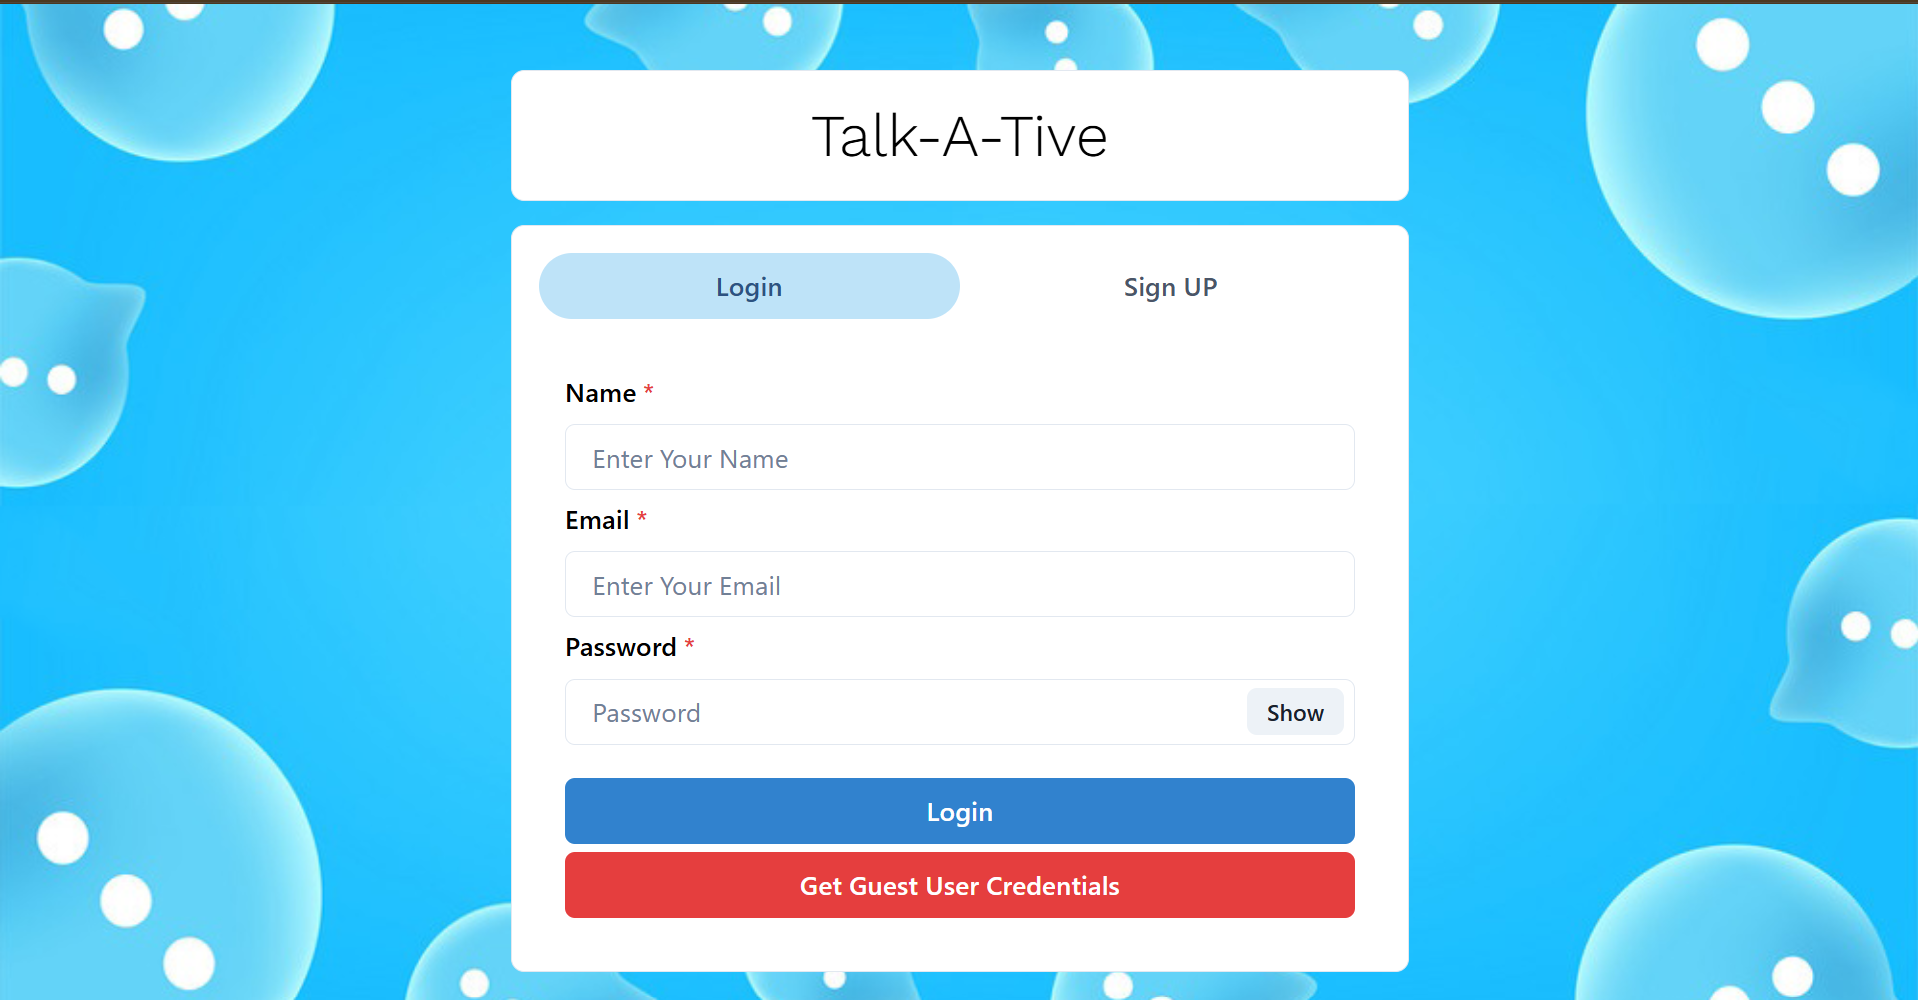 Talk-A-Tive
Login
Sign UP
Name *
Enter Your Name
Email *
Enter Your Email
Password *
Password
Show
Login
Get Guest User Credentials